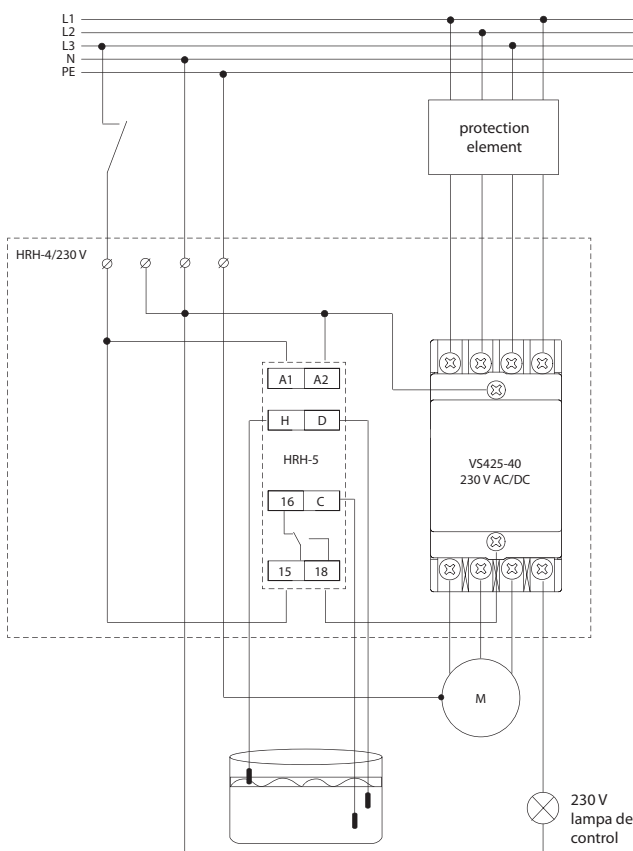 L1
L2
L3
N
PE
protection
element
HRH-4/230 V
A1 A2
H D
HRH-5
16 C
15 18
VS425-40
230 V AC/DC
M
230 V
lampa de
control